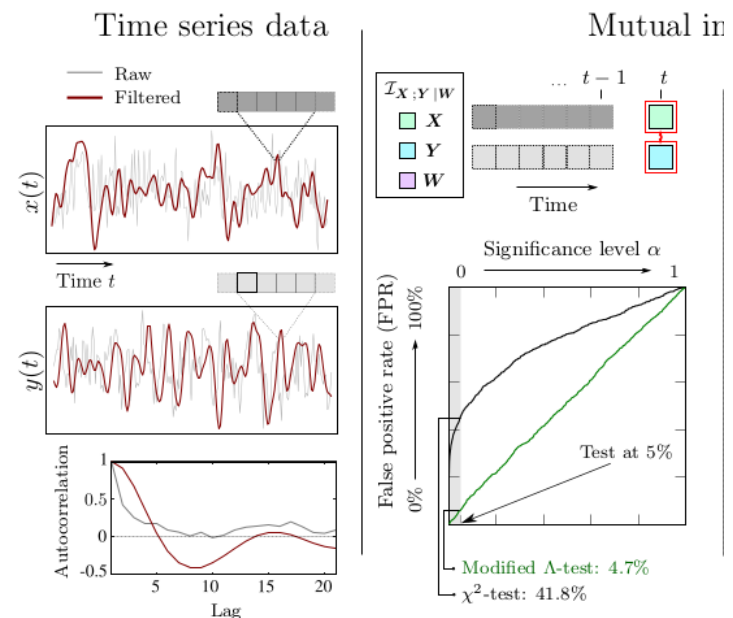 Time series data
Raw
Filtered
x(t)
Time t
y(t)
Autocorrelation
1
0.5
0
-0.5
5
10
15
20
Lag
Mutual in
I X ;Y |W
X
Y
W
... t − 1
t
Time
Significance level α
0
1
False positive rate (FPR)
0%
100%
Test at 5%
Modified Λ-test: 4.7%
χ²-test: 41.8%